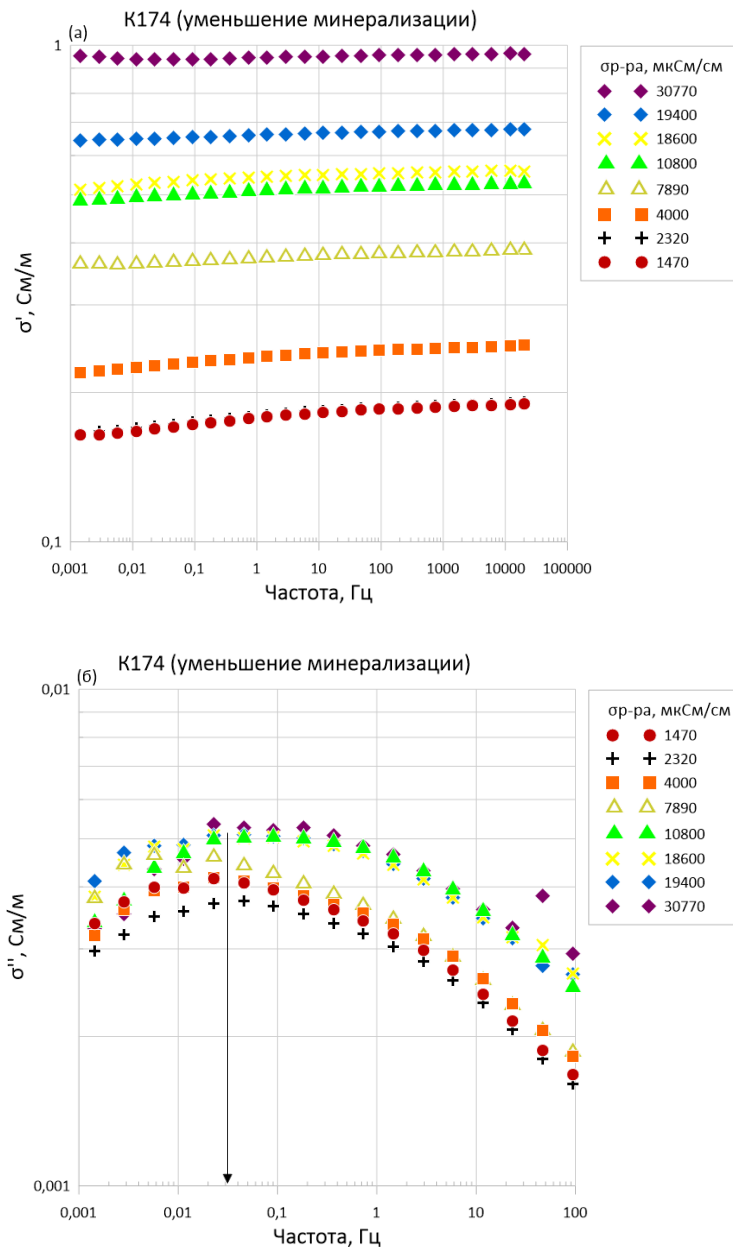 К174 (уменьшение минерализации)
(а)
1
0,1
0,001 0,01 0,1 1 10 100 1000 10000 100000
σ', См/м
Частота, Гц
σр-ра, мкСм/см
30770
19400
18600
10800
7890
4000
2320
1470
К174 (уменьшение минерализации)
(б)
0,01
0,001
0,001 0,01 0,1 1 10 100
σ'', См/м
Частота, Гц
σр-ра, мкСм/см
1470
2320
4000
7890
10800
18600
19400
30770